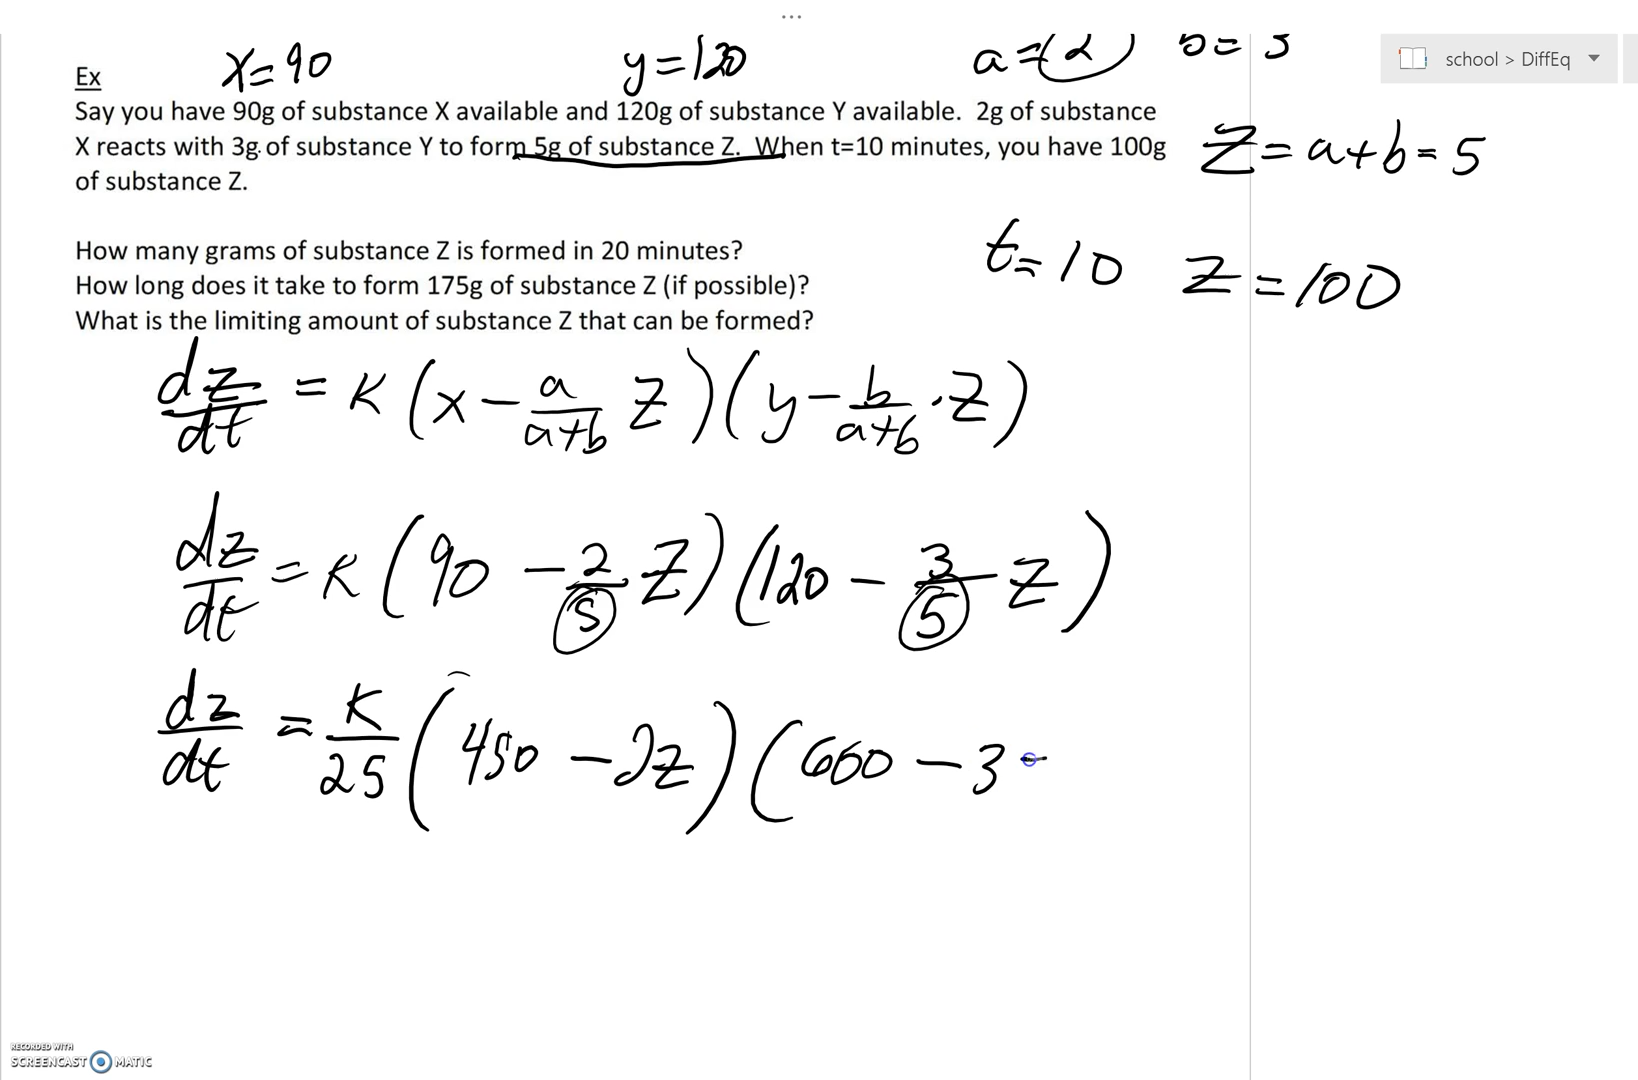 ...
x=90 y=120 a=(2) b=3
school > DiffEq
Ex
Say you have 90g of substance X available and 120g of substance Y available. 2g of substance
X reacts with 3g of substance Y to form 5g of substance Z. When t=10 minutes, you have 100g
of substance Z.
Z=a+b=5
t=10 Z=100
How many grams of substance Z is formed in 20 minutes?
How long does it take to form 175g of substance Z (if possible)?
What is the limiting amount of substance Z that can be formed?
dz/dt = K(x - a/(a+b) Z)(y - b/(a+b) · Z)
dz/dt = K(90 - 2/5 Z)(120 - 3/5 Z)
dz/dt = K/25 (450 - 2z)(600 - 3
RECORDED WITH
SCREENCAST MATIC